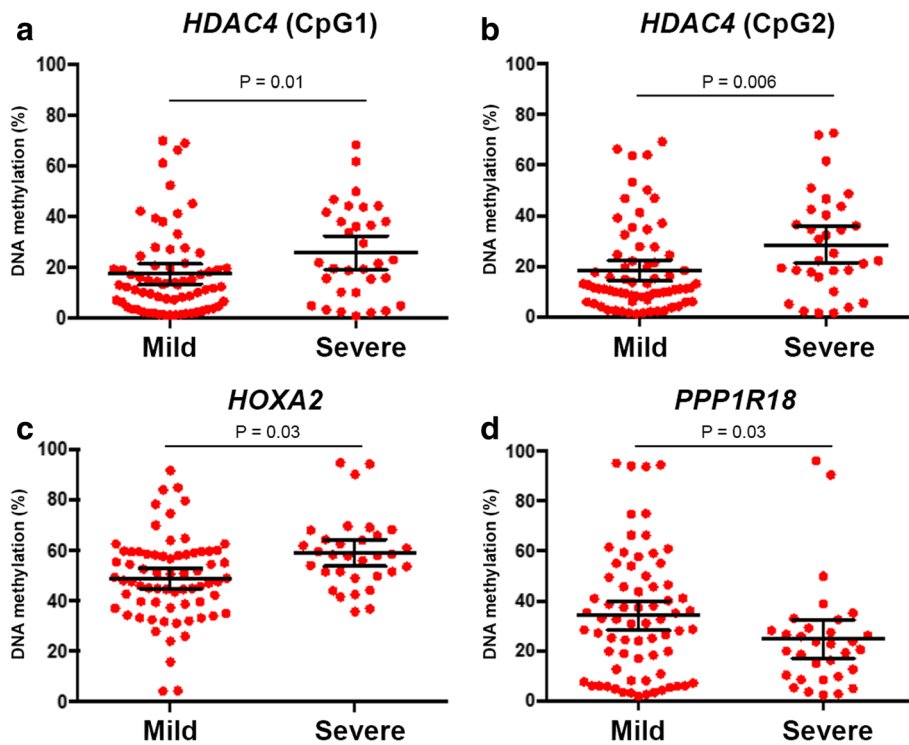 a
HDAC4 (CpG1)
P = 0.01
DNA methylation (%)
100
80
60
40
20
0
Mild Severe
b
HDAC4 (CpG2)
P = 0.006
DNA methylation (%)
100
80
60
40
20
0
Mild Severe
c
HOXA2
P = 0.03
DNA methylation (%)
100
80
60
40
20
0
Mild Severe
d
PPP1R18
P = 0.03
DNA methylation (%)
100
80
60
40
20
0
Mild Severe